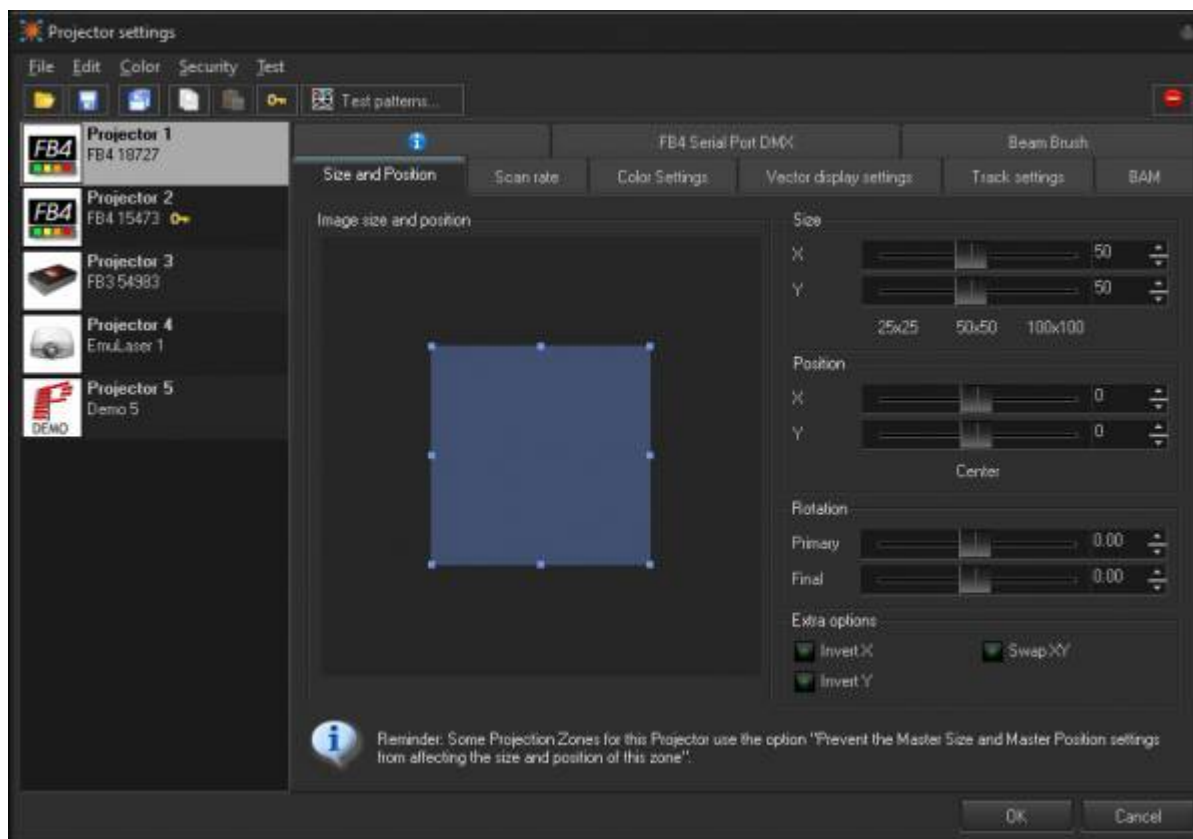 Projector settings
File Edit Color Security Test
Test patterns...
Projector 1
FB4 18727
Projector 2
FB4 15473
Projector 3
FB3 54983
Projector 4
EmuLaser 1
Projector 5
Demo 5
FB4
FB4
DEMO
FB4 Serial Port DMX Beam Brush
Size and Position Scan rate Color Settings Vector display settings Track settings BAM
Image size and position
Size
X 50
Y 50
25x25 50x50 100x100
Position
X 0
Y 0
Center
Rotation
Primary 0.00
Final 0.00
Extra options
Invert X Swap XY
Invert Y
Reminder: Some Projection Zones for this Projector use the option "Prevent the Master Size and Master Position settings
from affecting the size and position of this zone".
OK Cancel